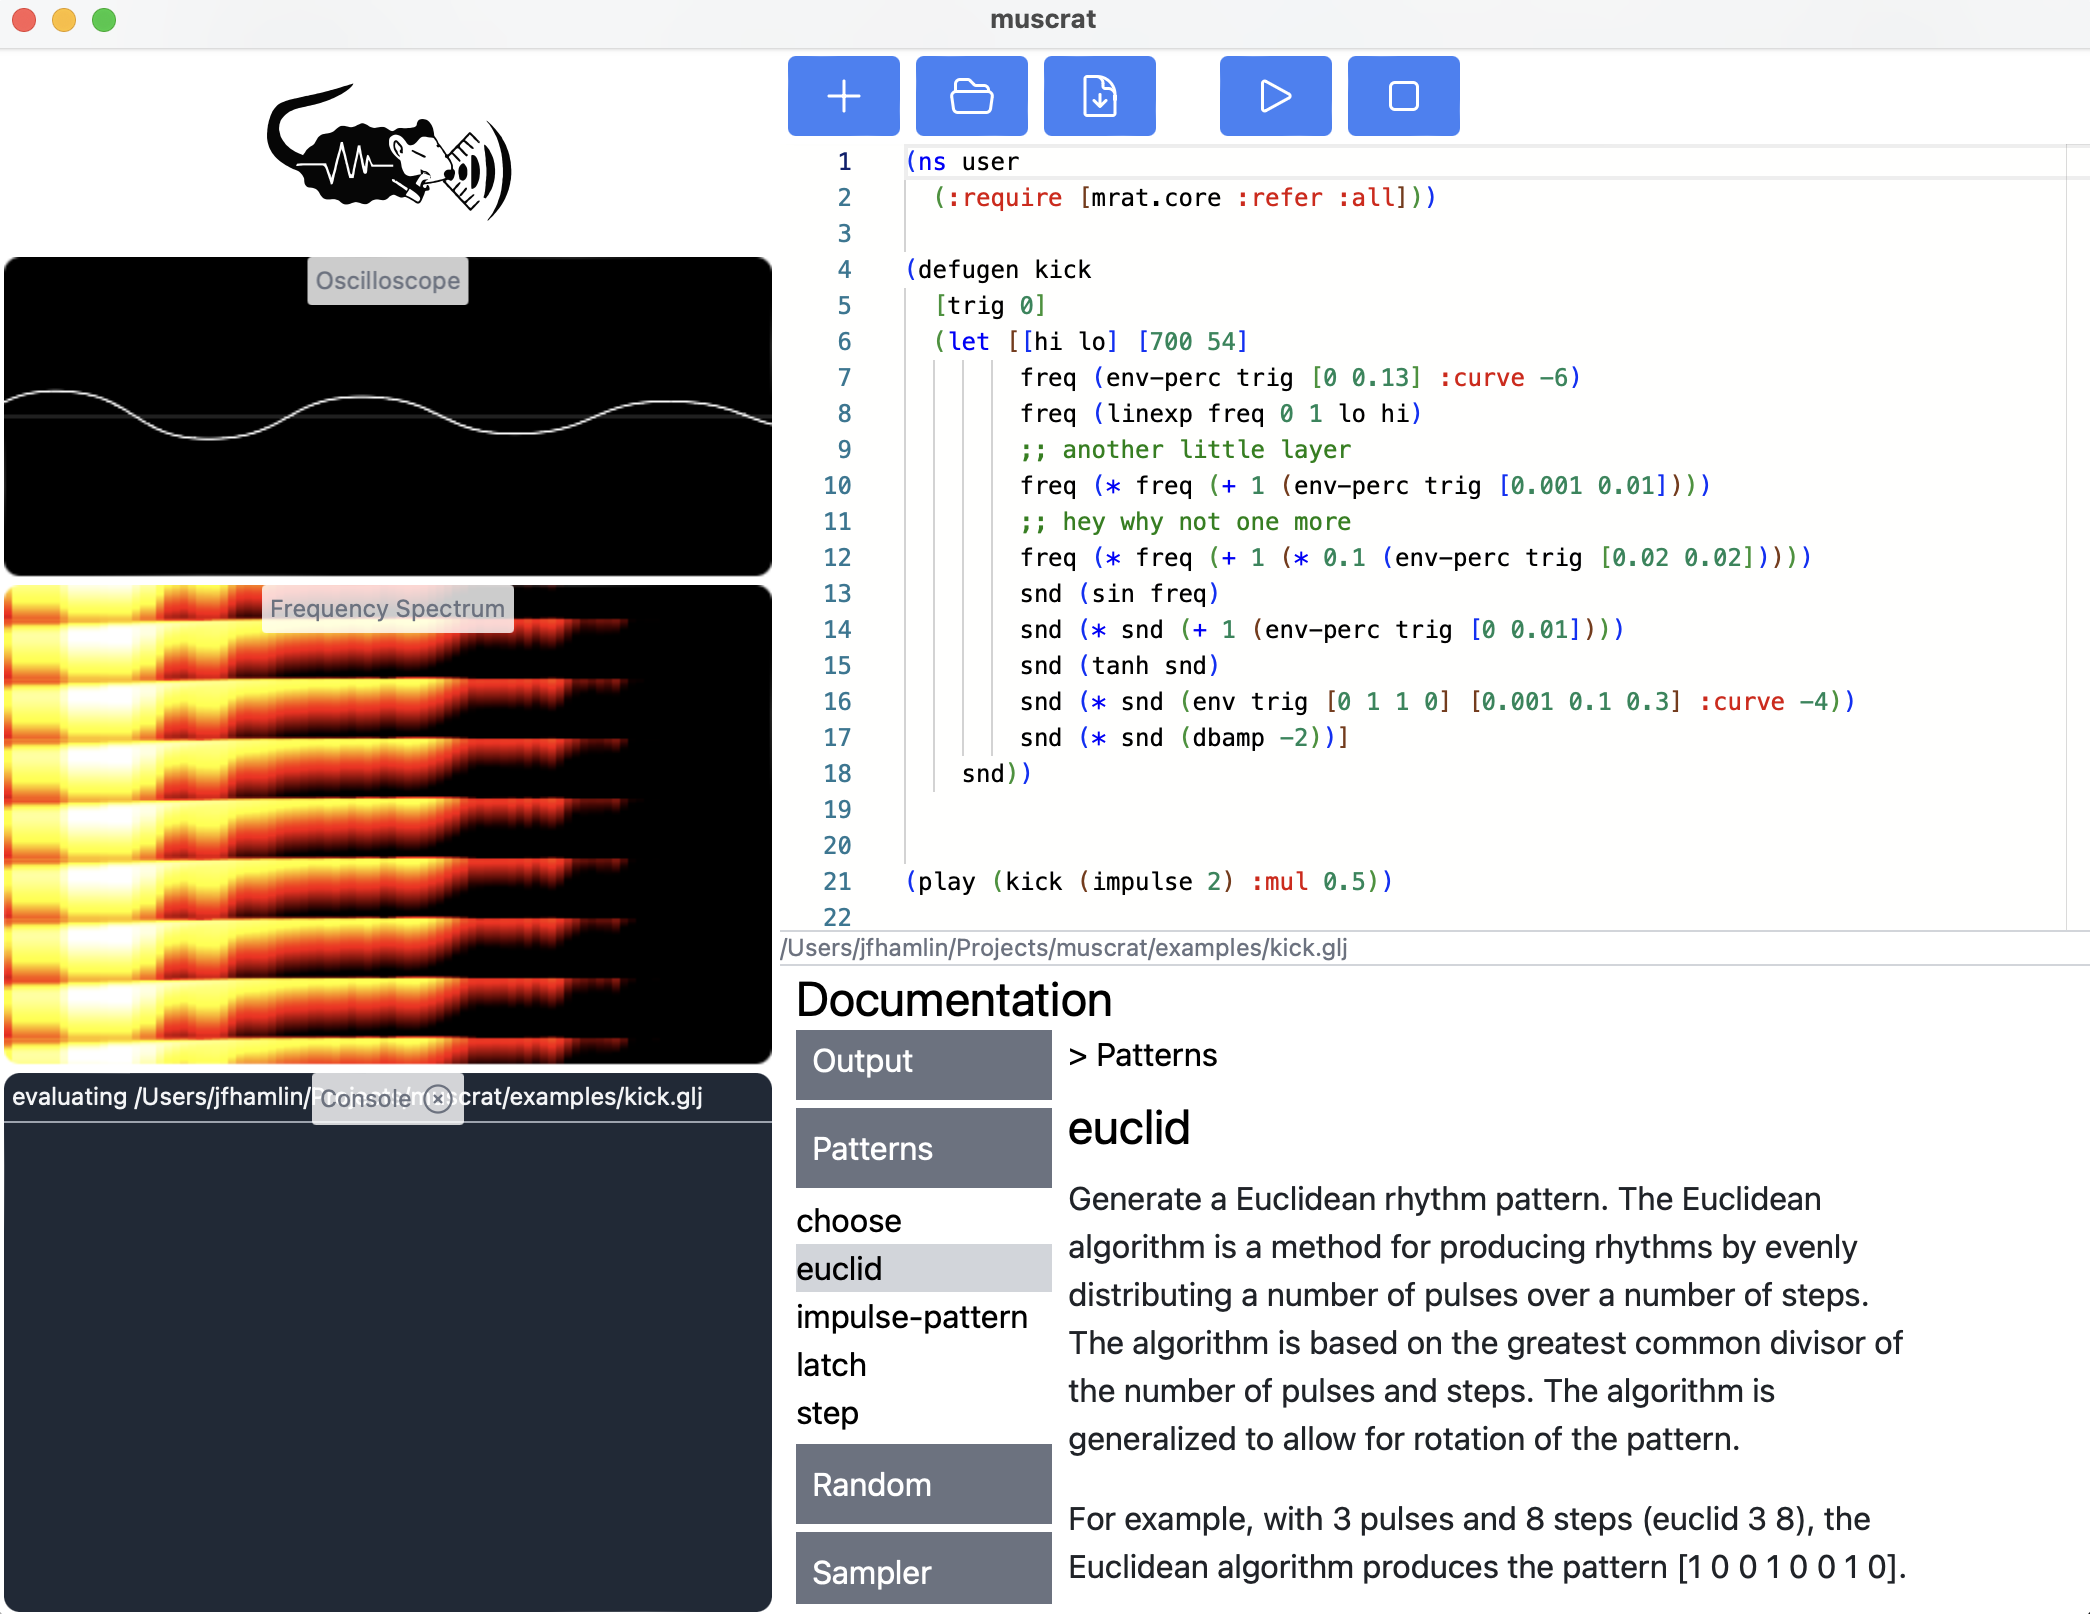 muscrat
Oscilloscope
Frequency Spectrum
evaluating /Users/jfhamlin/Projects/muscrat/examples/kick.glj
Console
1 (ns user
2 (:require [mrat.core :refer :all]))
3
4 (defugen kick
5 [trig 0]
6 (let [[hi lo] [700 54]
7 freq (env-perc trig [0 0.13] :curve -6)
8 freq (linexp freq 0 1 lo hi)
9 ;; another little layer
10 freq (* freq (+ 1 (env-perc trig [0.001 0.01])))
11 ;; hey why not one more
12 freq (* freq (+ 1 (* 0.1 (env-perc trig [0.02 0.02]))))
13 snd (sin freq)
14 snd (* snd (+ 1 (env-perc trig [0 0.01])))
15 snd (tanh snd)
16 snd (* snd (env trig [0 1 1 0] [0.001 0.1 0.3] :curve -4))
17 snd (* snd (dbamp -2))]
18 snd))
19
20
21 (play (kick (impulse 2) :mul 0.5))
22
/Users/jfhamlin/Projects/muscrat/examples/kick.glj
Documentation
Output
Patterns
choose
euclid
impulse-pattern
latch
step
Random
Sampler
> Patterns
euclid
Generate a Euclidean rhythm pattern. The Euclidean
algorithm is a method for producing rhythms by evenly
distributing a number of pulses over a number of steps.
The algorithm is based on the greatest common divisor of
the number of pulses and steps. The algorithm is
generalized to allow for rotation of the pattern.
For example, with 3 pulses and 8 steps (euclid 3 8), the
Euclidean algorithm produces the pattern [1 0 0 1 0 0 1 0].